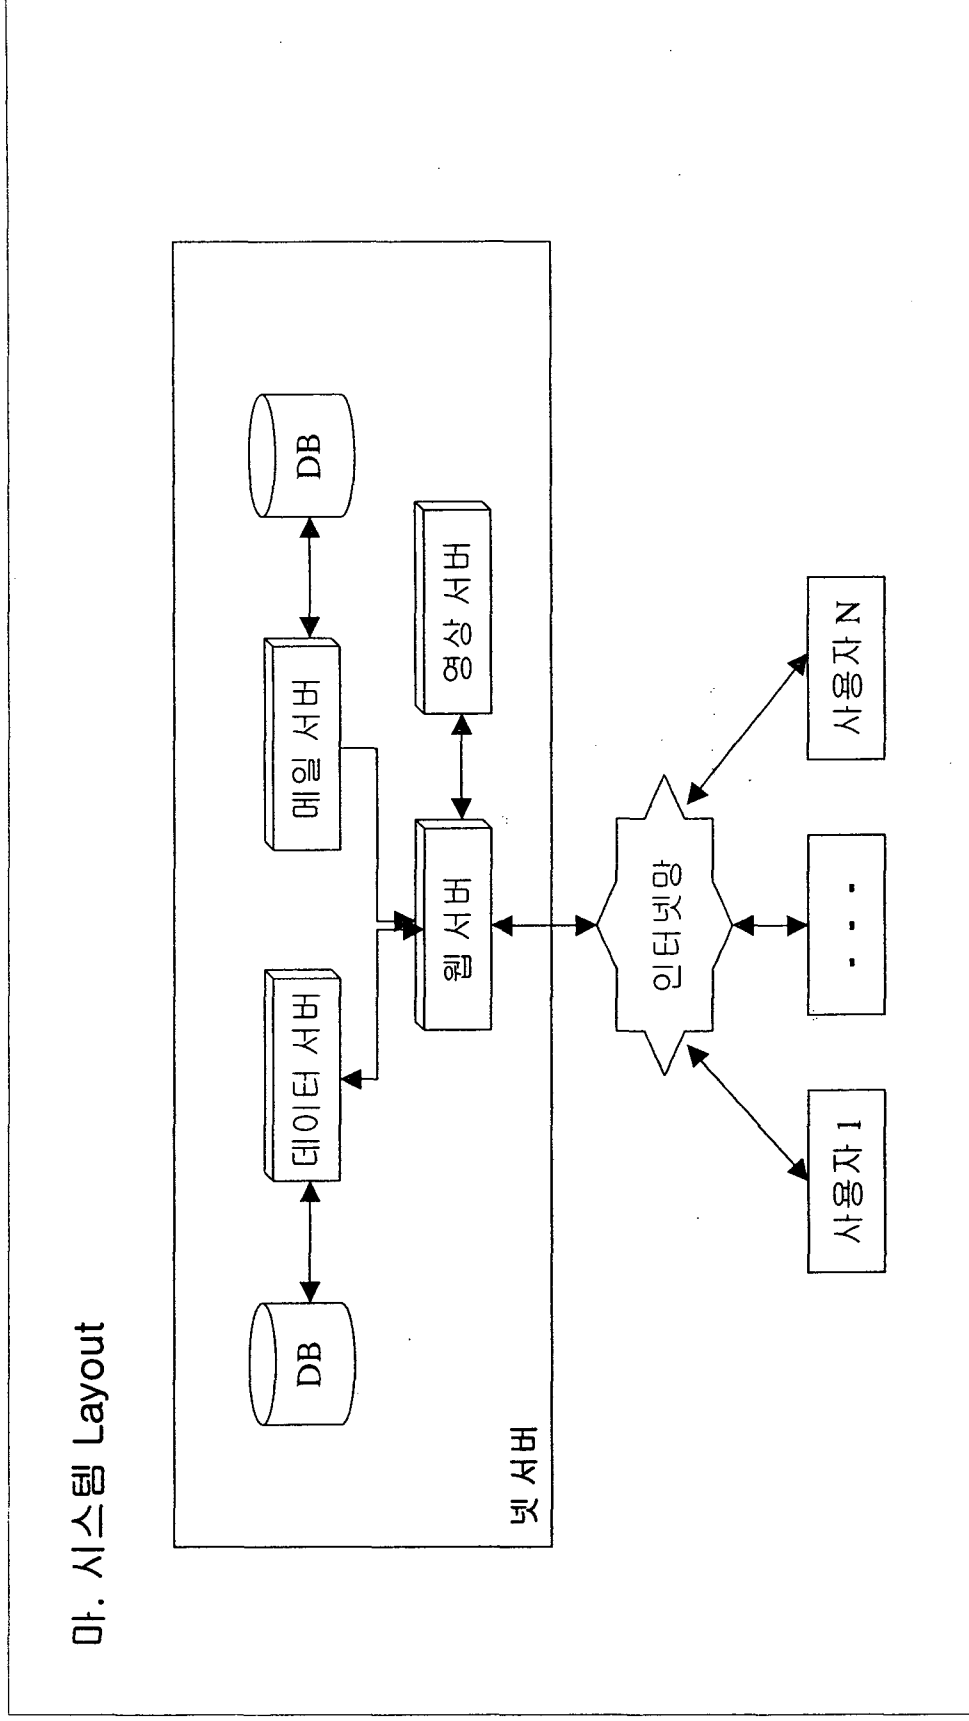 마. 시스템 Layout
DB
데이터 서버
메일 서버
DB
웹 서버
영상 서버
넷 서버
인터넷망
사용자 1
- - -
사용자 N